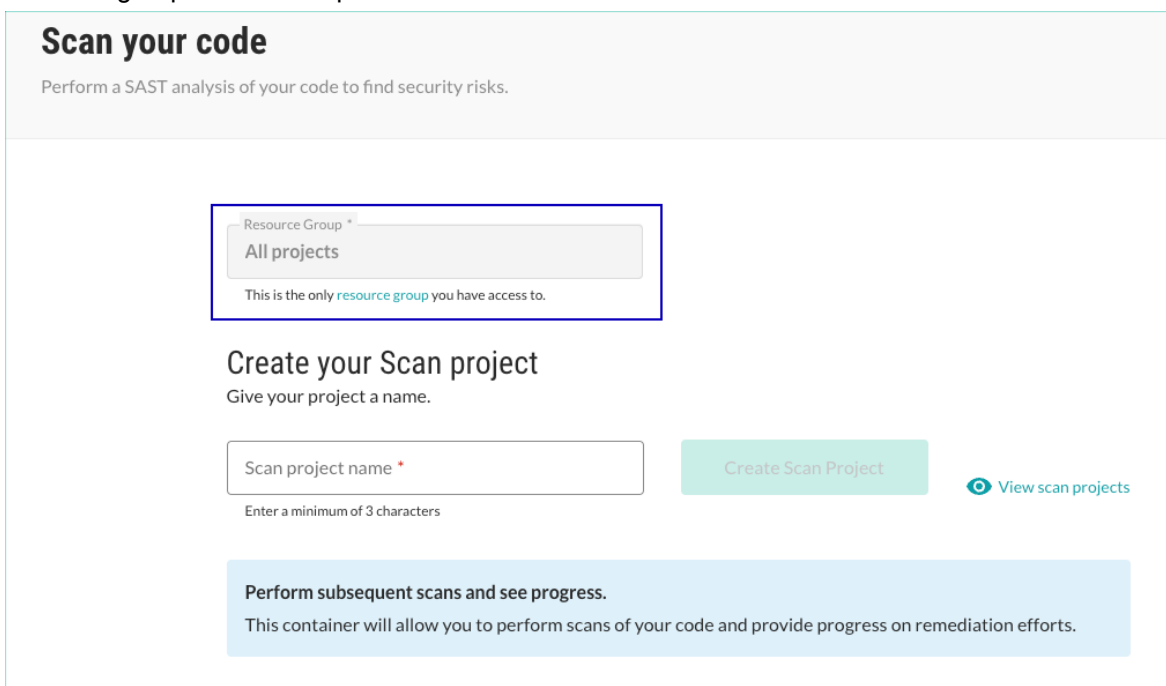 Scan your code
Perform a SAST analysis of your code to find security risks.
Resource Group *
All projects
This is the only resource group you have access to.
Create your Scan project
Give your project a name.
Scan project name *
Create Scan Project
View scan projects
Enter a minimum of 3 characters
Perform subsequent scans and see progress.
This container will allow you to perform scans of your code and provide progress on remediation efforts.